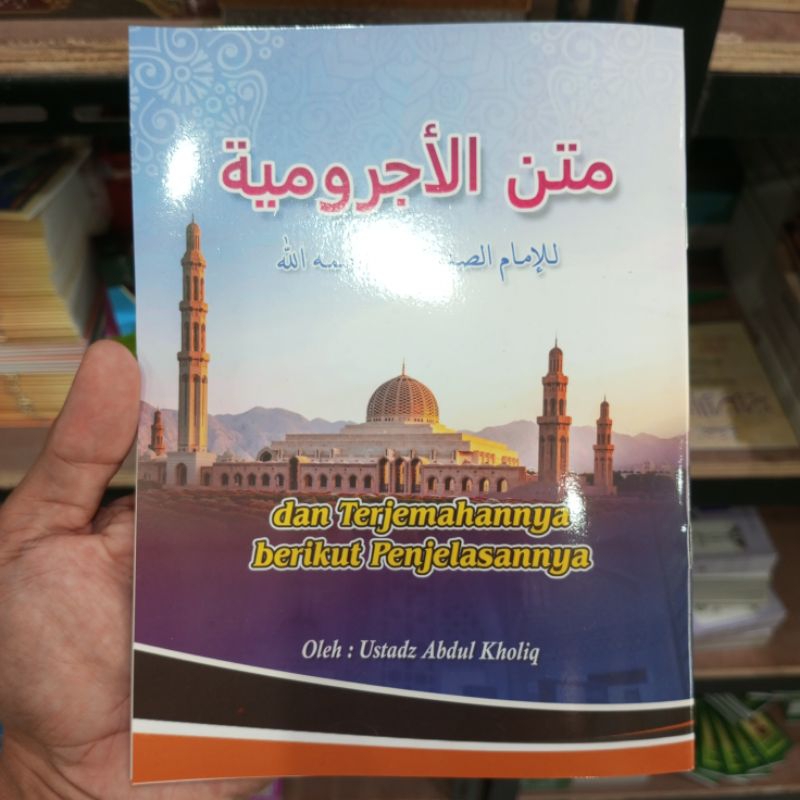 متن الأجرومية
للإمام الله
dan Terjemahannya
berikut Penjelasannya
Oleh : Ustadz Abdul Kholiq